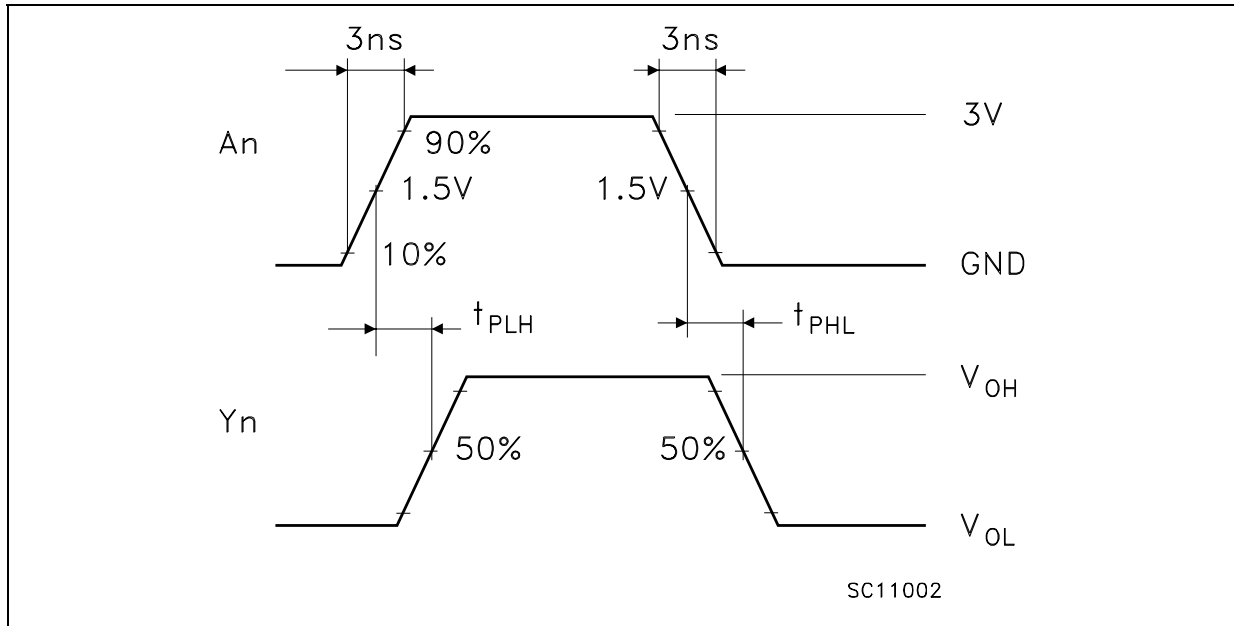 3ns 3ns
An 90% 3V
1.5V 1.5V
10% GND
tPLH tPHL
Yn VOH
50% 50%
VOL
SC11002